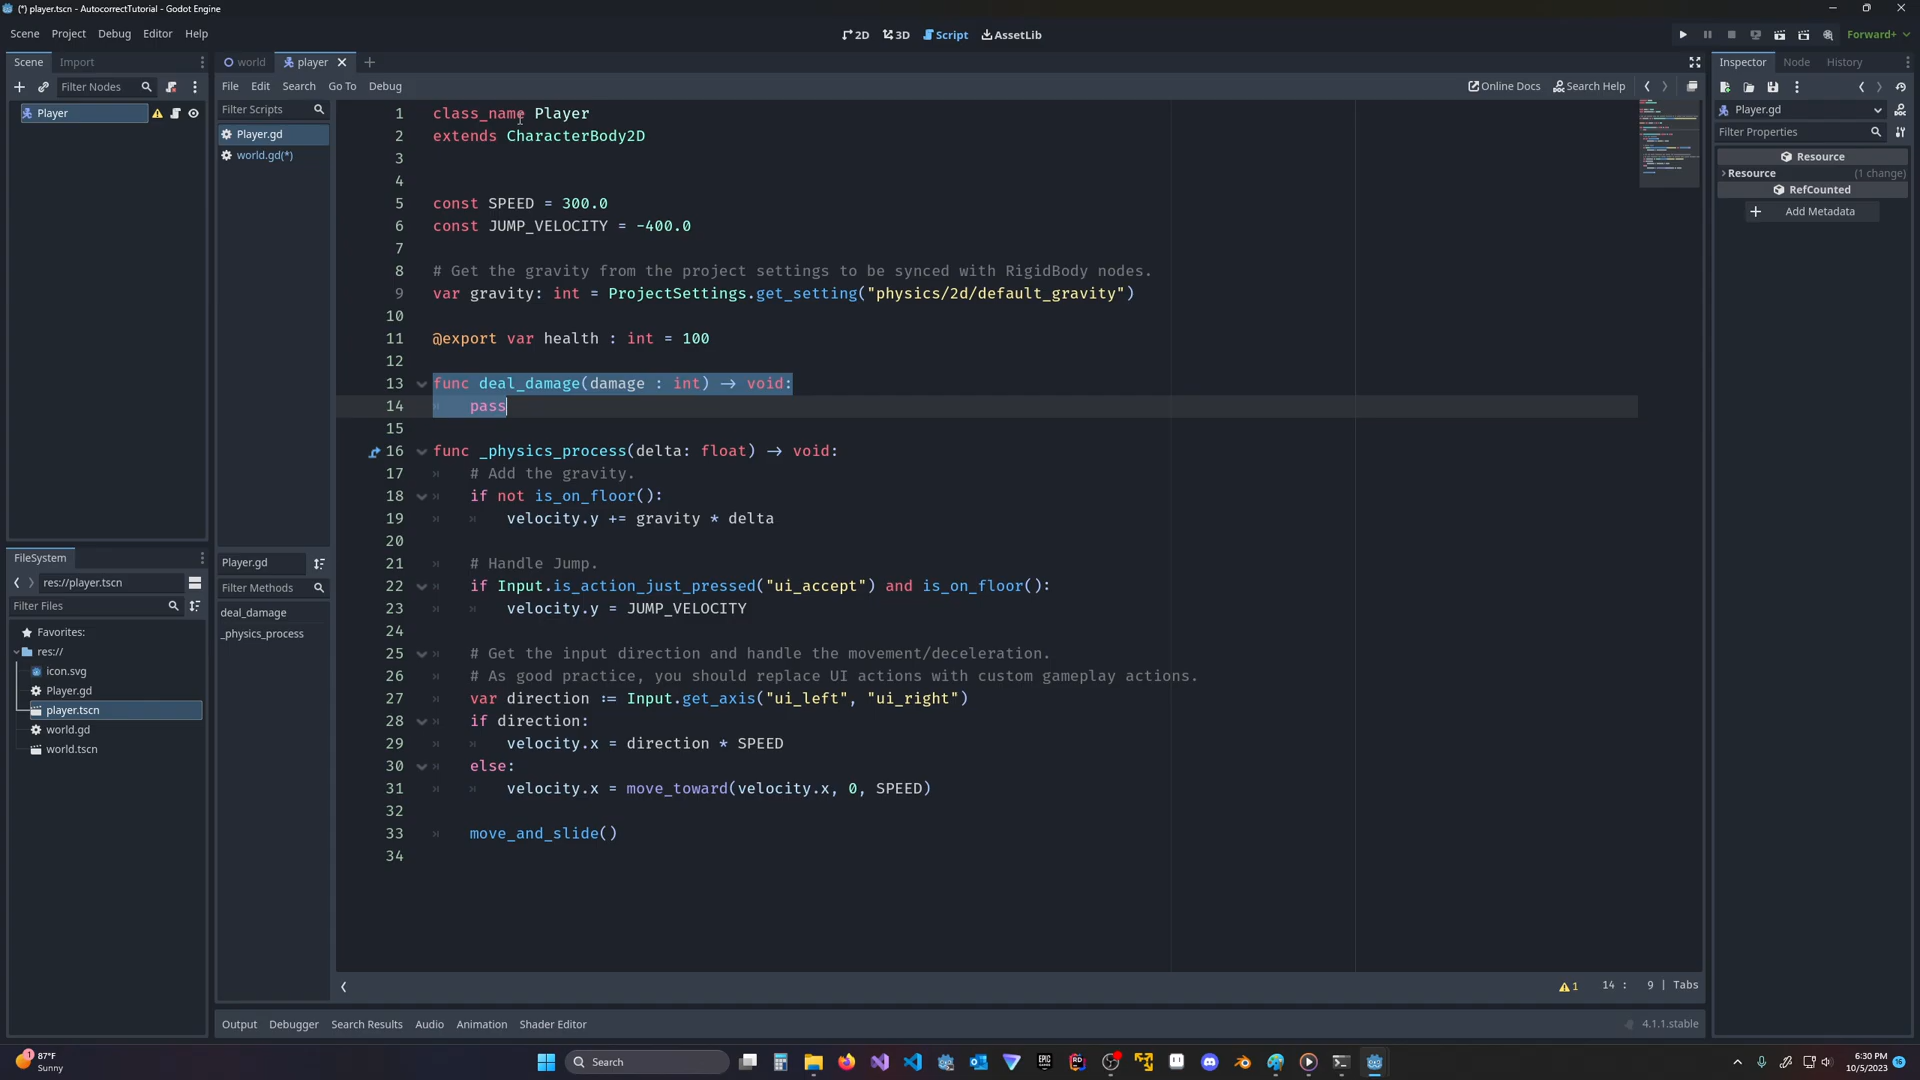 (*) player.tscn - AutocorrectTutorial - Godot Engine
Scene Project Debug Editor Help
2D 3D Script AssetLib
Forward+
Scene Import
world player
Inspector Node History
Filter Nodes
File Edit Search Go To Debug
Online Docs Search Help
Player
Filter Scripts
Player.gd
world.gd(*)
Player.gd
Filter Properties
Resource
Resource (1 change)
RefCounted
Add Metadata
1 class_name Player
2 extends CharacterBody2D
3
4
5 const SPEED = 300.0
6 const JUMP_VELOCITY = -400.0
7
8 # Get the gravity from the project settings to be synced with RigidBody nodes.
9 var gravity: int = ProjectSettings.get_setting("physics/2d/default_gravity")
10
11 @export var health : int = 100
12
13 func deal_damage(damage : int) -> void:
14 pass
15
16 func _physics_process(delta: float) -> void:
17 # Add the gravity.
18 if not is_on_floor():
19 velocity.y += gravity * delta
20
21 # Handle Jump.
22 if Input.is_action_just_pressed("ui_accept") and is_on_floor():
23 velocity.y = JUMP_VELOCITY
24
25 # Get the input direction and handle the movement/deceleration.
26 # As good practice, you should replace UI actions with custom gameplay actions.
27 var direction := Input.get_axis("ui_left", "ui_right")
28 if direction:
29 velocity.x = direction * SPEED
30 else:
31 velocity.x = move_toward(velocity.x, 0, SPEED)
32
33 move_and_slide()
34
FileSystem
res://player.tscn
Filter Files
Favorites:
res://
icon.svg
Player.gd
player.tscn
world.gd
world.tscn
Player.gd
Filter Methods
deal_damage
_physics_process
1 14 : 9 | Tabs
Output Debugger Search Results Audio Animation Shader Editor
4.1.1.stable
1
87°F
Sunny
Search
6:30 PM
10/5/2023